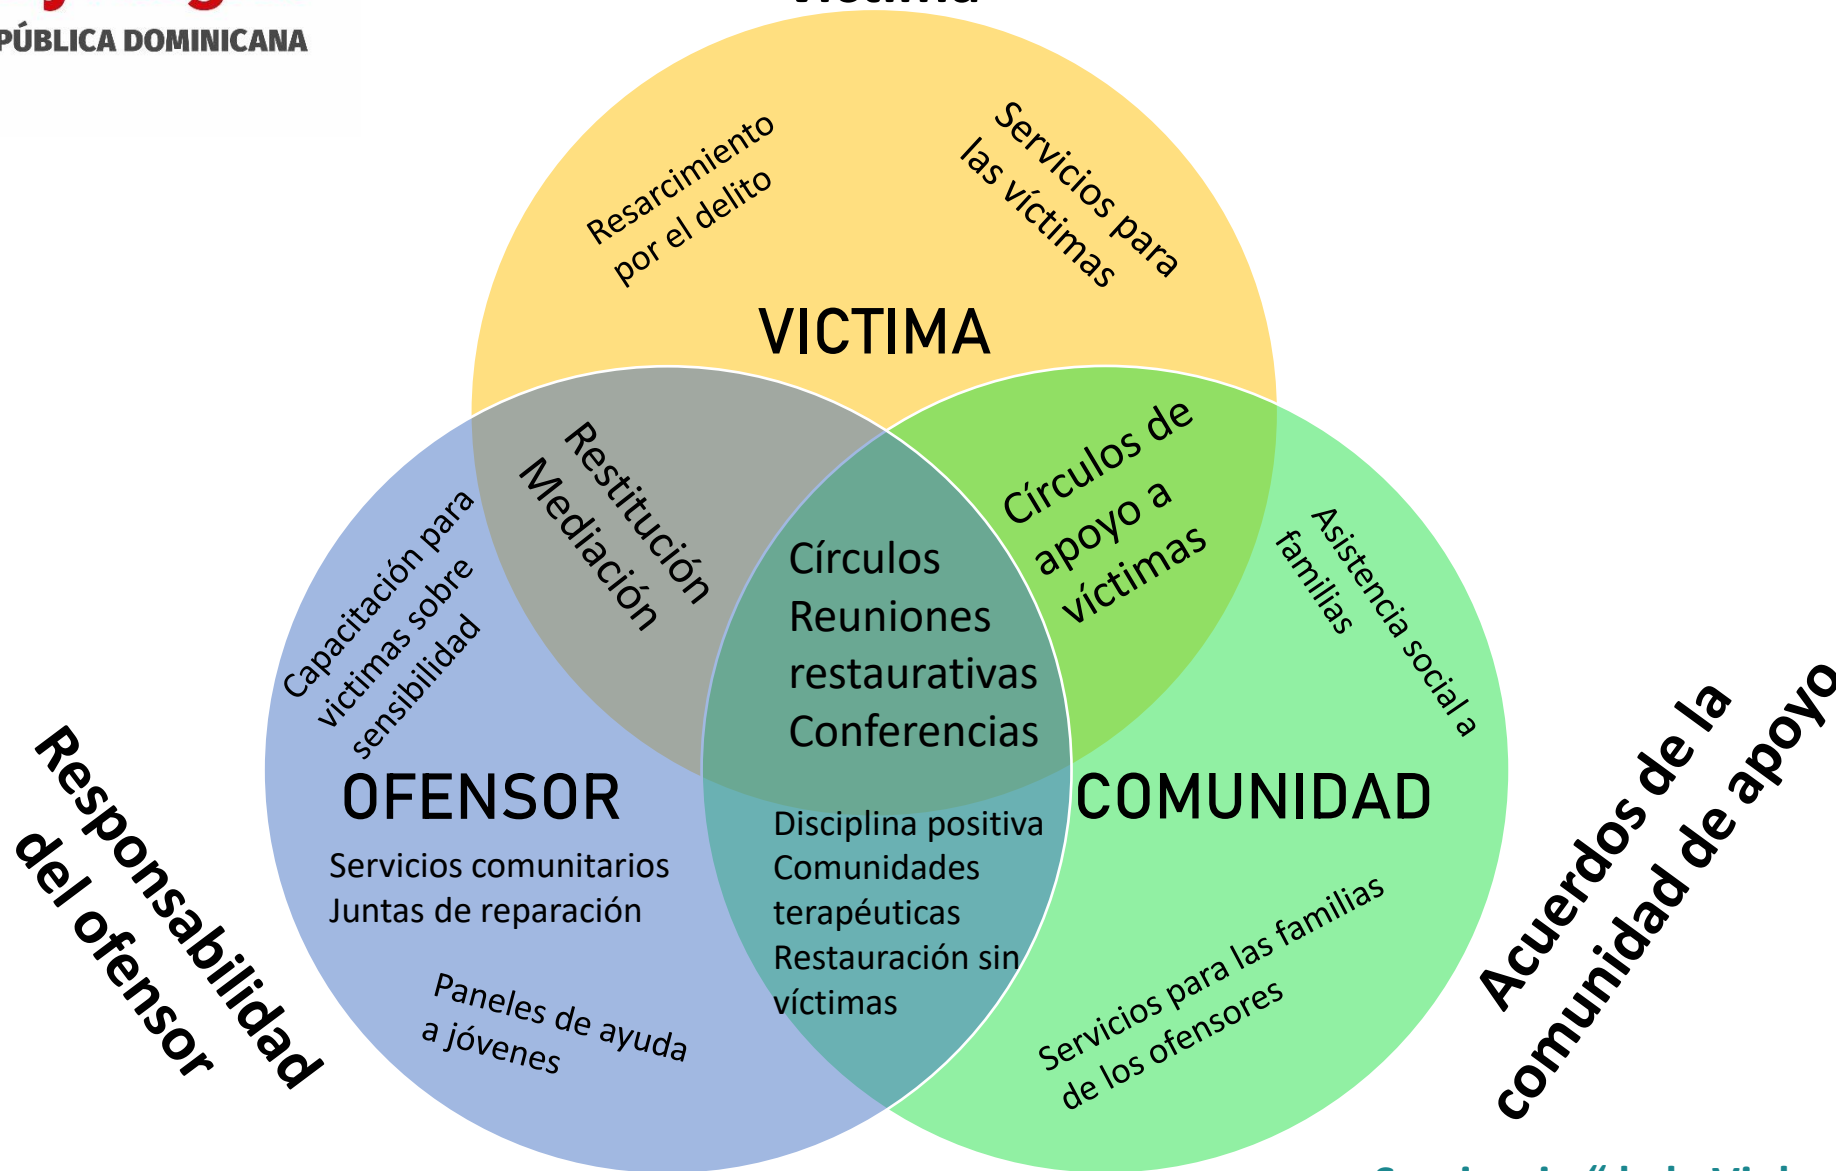 PÚBLICA DOMINICANA
Resarcimiento
por el delito
Servicios para
las víctimas
VICTIMA
Restitución
Mediación
Círculos de
apoyo a
víctimas
Capacitación para
victimas sobre
sensibilidad
Círculos
Reuniones
restaurativas
Conferencias
Asistencia social a
familias
OFENSOR
COMUNIDAD
Servicios comunitarios
Juntas de reparación
Paneles de ayuda
a jóvenes
Disciplina positiva
Comunidades
terapéuticas
Restauración sin
víctimas
Servicios para las familias
de los ofensores
Responsabilidad
del ofensor
Acuerdos de la
comunidad de apoyo